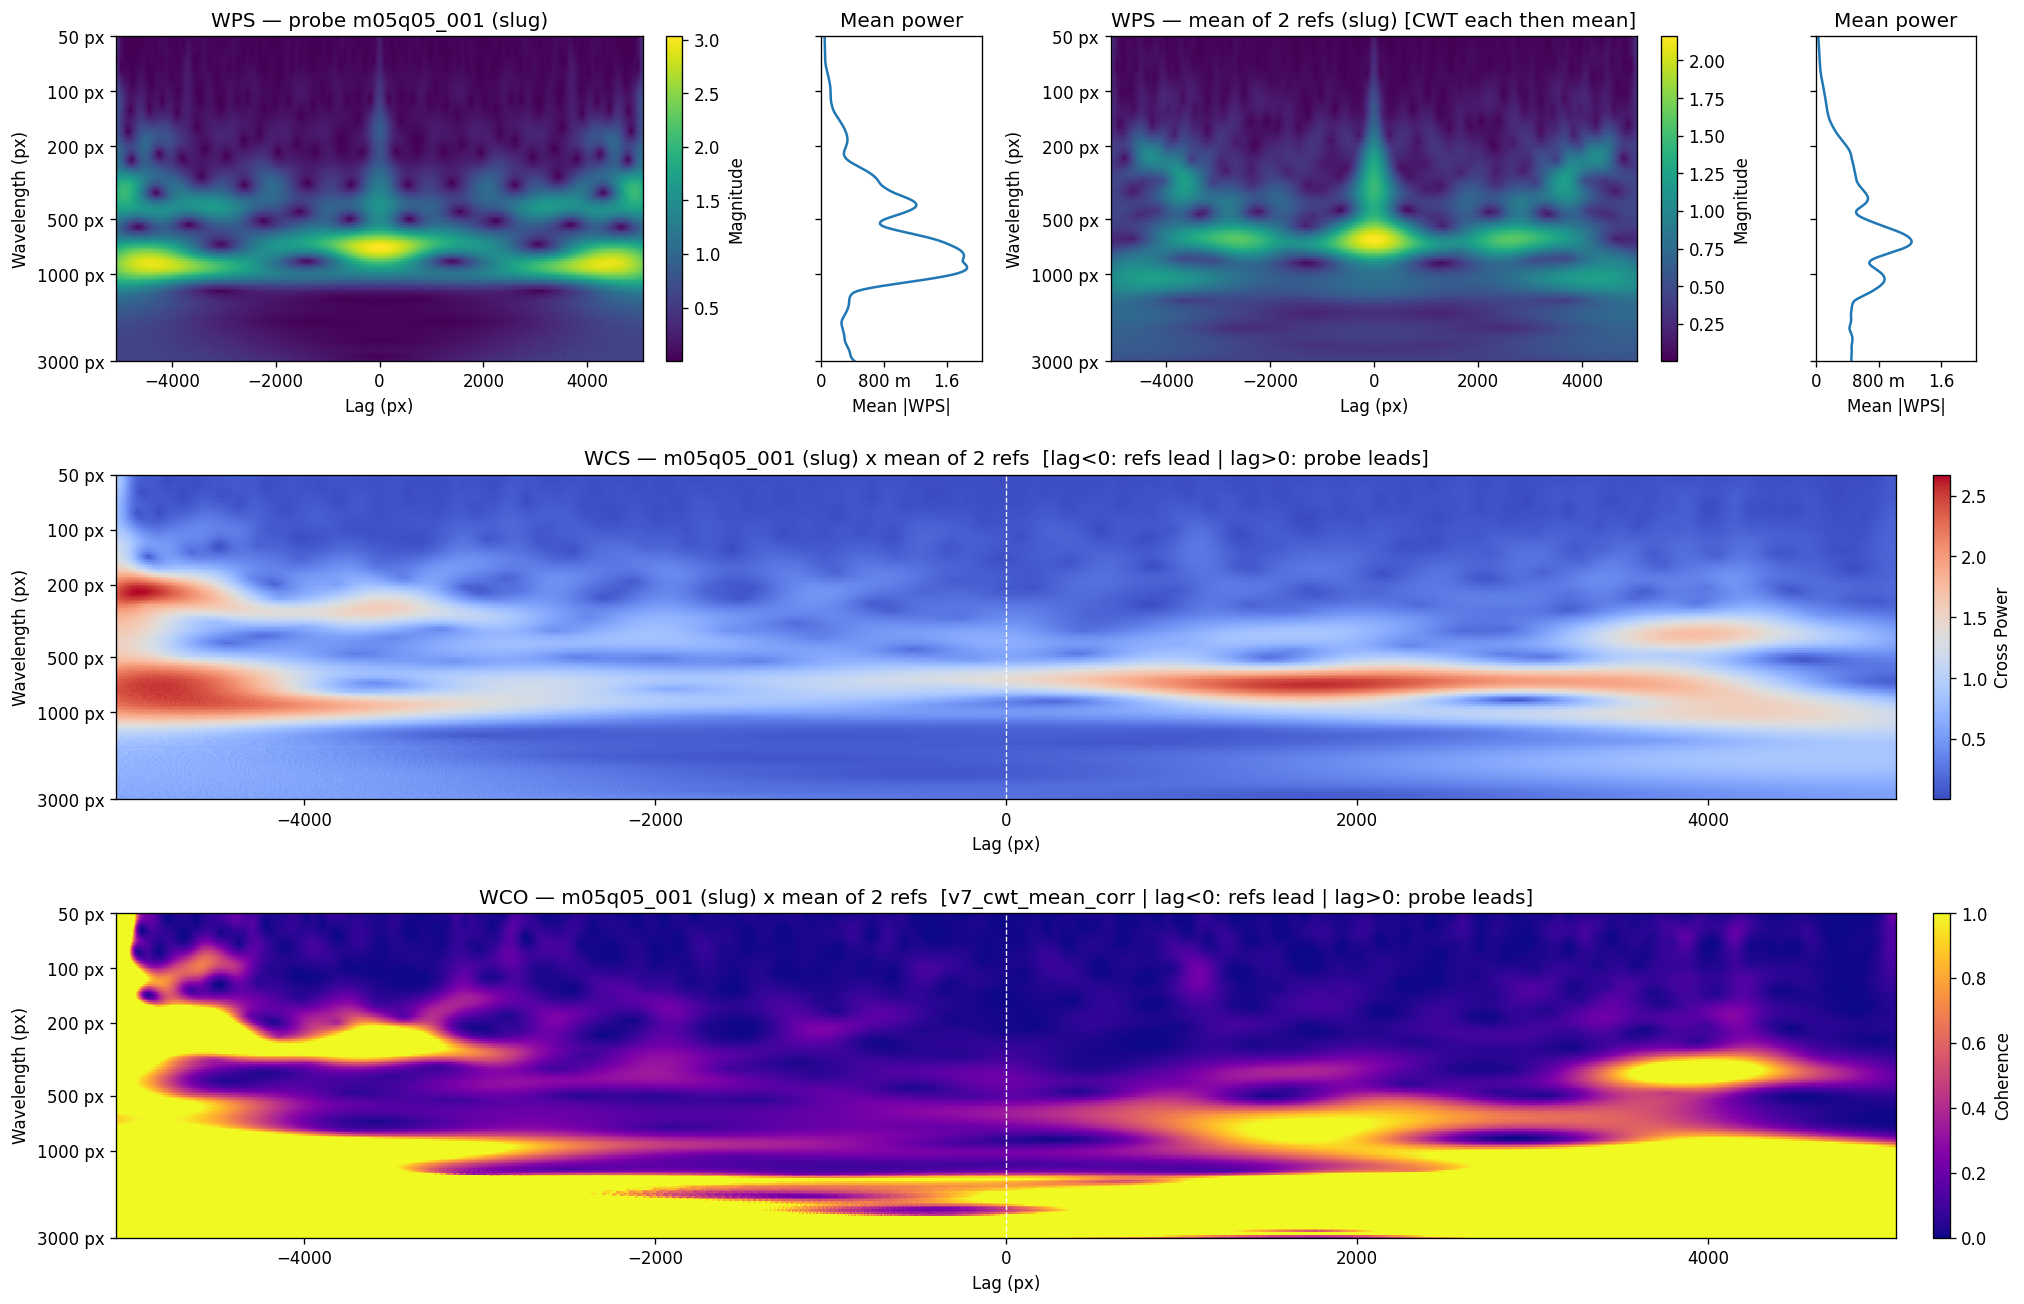 WPS — probe m05q05_001 (slug)
Mean power
WPS — mean of 2 refs (slug) [CWT each then mean]
Mean power
50 px
100 px
200 px
500 px
1000 px
3000 px
Wavelength (px)
−4000 −2000 0 2000 4000
Lag (px)
3.0
2.5
2.0
1.5
1.0
0.5
Magnitude
0 800 m 1.6
Mean |WPS|
50 px
100 px
200 px
500 px
1000 px
3000 px
Wavelength (px)
−4000 −2000 0 2000 4000
Lag (px)
2.00
1.75
1.50
1.25
1.00
0.75
0.50
0.25
Magnitude
0 800 m 1.6
Mean |WPS|
WCS — m05q05_001 (slug) x mean of 2 refs [lag<0: refs lead | lag>0: probe leads]
50 px
100 px
200 px
500 px
1000 px
3000 px
Wavelength (px)
−4000 −2000 0 2000 4000
Lag (px)
2.5
2.0
1.5
1.0
0.5
Cross Power
WCO — m05q05_001 (slug) x mean of 2 refs [v7_cwt_mean_corr | lag<0: refs lead | lag>0: probe leads]
50 px
100 px
200 px
500 px
1000 px
3000 px
Wavelength (px)
−4000 −2000 0 2000 4000
Lag (px)
1.0
0.8
0.6
0.4
0.2
0.0
Coherence